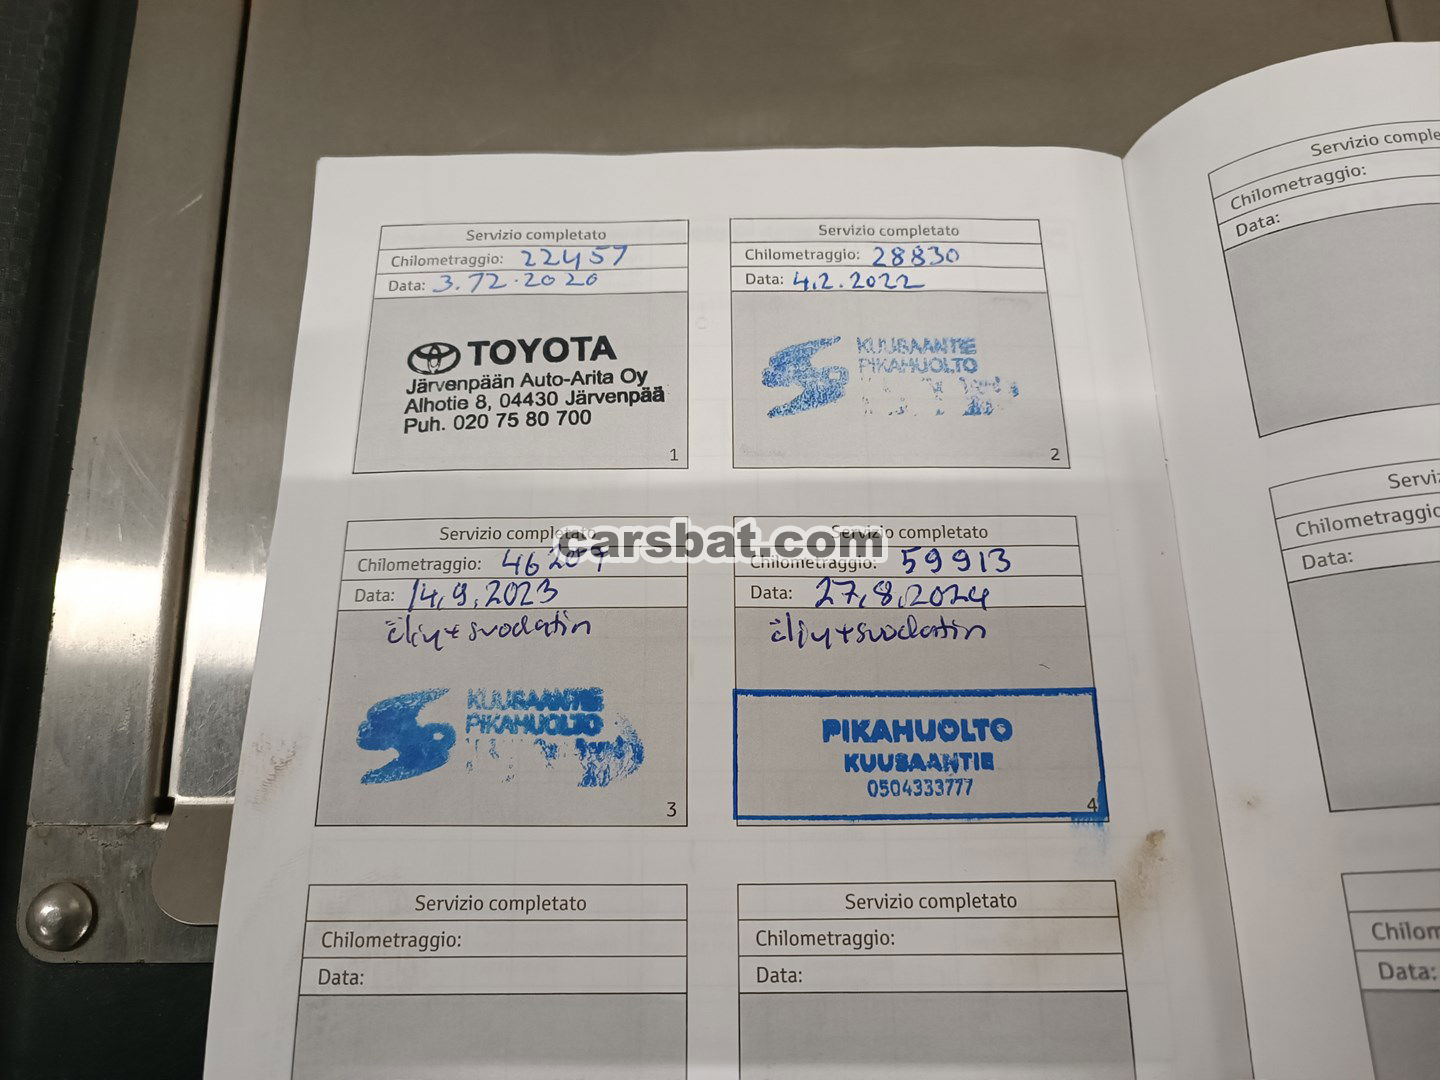 Servizio completato
Chilometraggio: 22457
Data: 3.12.2020
TOYOTA
Järvenpään Auto-Arita Oy
Alhotie 8, 04430 Järvenpää
Puh. 020 75 80 700
1
Servizio completato
Chilometraggio: 28830
Data: 4.2.2022
KUUSAANTIE
PIKAHUOLTO
2
Servizio completato
Chilometraggio:
Data: 14.9.2023
öljy+suodatin
KUUSAANTIE
PIKAHUOLTO
3
Servizio completato
Chilometraggio: 59913
Data: 27.8.2024
öljy+suodatin
PIKAHUOLTO
KUUSAANTIE
0504333777
4
carsbat.com
Servizio completato
Chilometraggio:
Data:
Servizio completato
Chilometraggio:
Data:
Servizio comple
Chilometraggio:
Data:
Serviz
Chilometraggio
Data:
Chilom
Data: